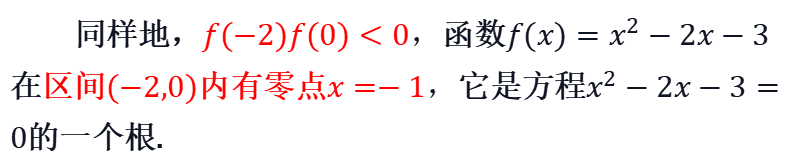 同样地，f(−2)f(0) < 0，函数f(x) = x² − 2x − 3
在区间(−2,0)内有零点x =− 1，它是方程x² − 2x − 3 =
0的一个根.